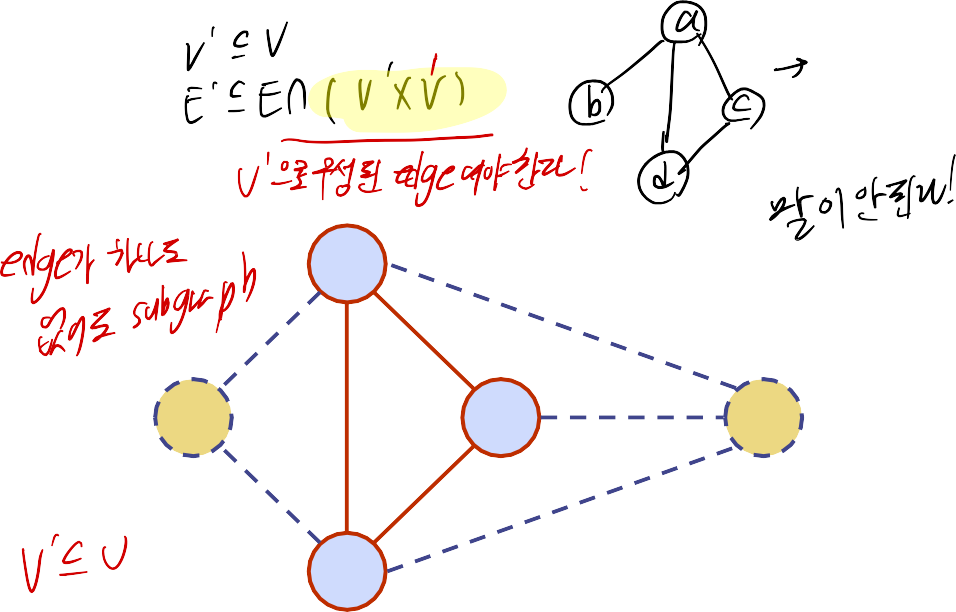 V' ⊆ V
E' ⊆ E∩(V'×V')
V'으로 구성된 edge여야 한다!
a
b
c
d
→
말이 안된다!
edge가 하나도
없어도 subgraph
V' ⊆ V